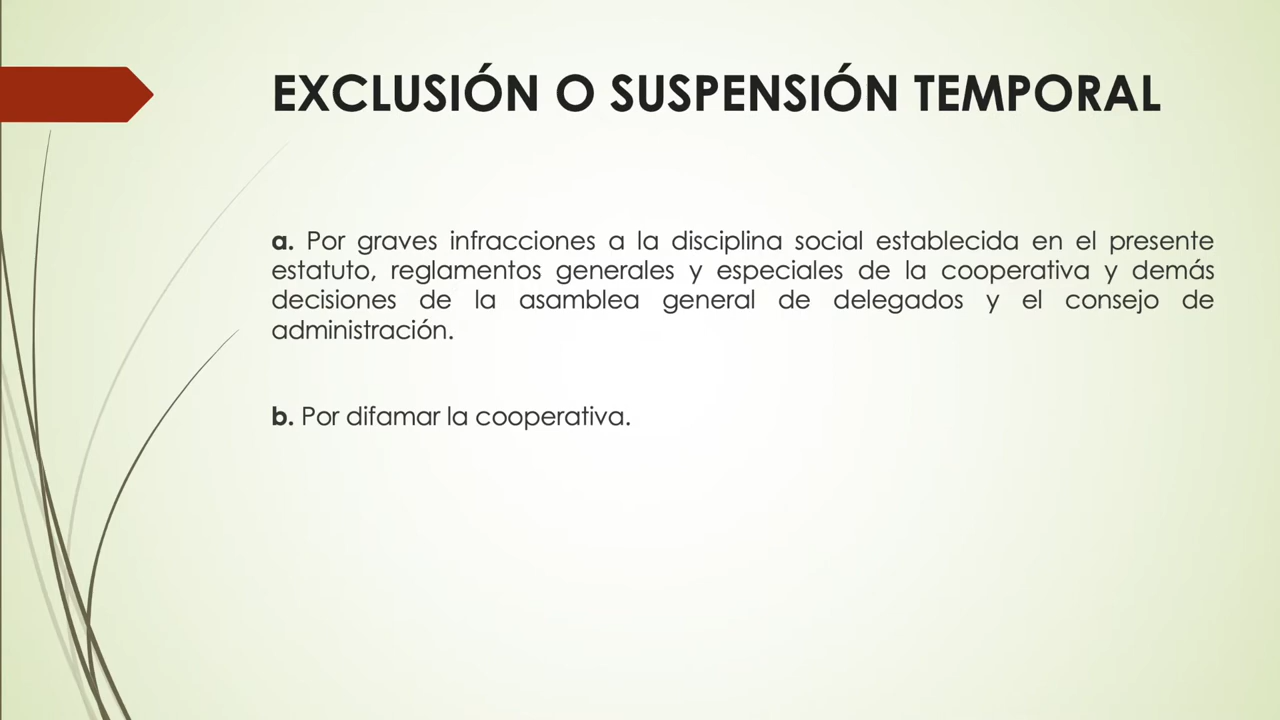 EXCLUSIÓN O SUSPENSIÓN TEMPORAL
a. Por graves infracciones a la disciplina social establecida en el presente
estatuto, reglamentos generales y especiales de la cooperativa y demás
decisiones de la asamblea general de delegados y el consejo de
administración.
b. Por difamar la cooperativa.